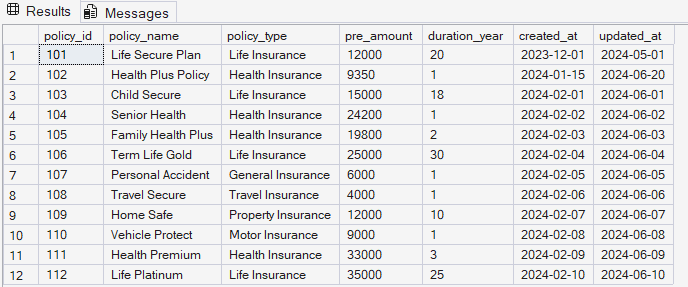 Results Messages
policy_id policy_name policy_type pre_amount duration_year created_at updated_at
1 101 Life Secure Plan Life Insurance 12000 20 2023-12-01 2024-05-01
2 102 Health Plus Policy Health Insurance 9350 1 2024-01-15 2024-06-20
3 103 Child Secure Life Insurance 15000 18 2024-02-01 2024-06-01
4 104 Senior Health Health Insurance 24200 1 2024-02-02 2024-06-02
5 105 Family Health Plus Health Insurance 19800 2 2024-02-03 2024-06-03
6 106 Term Life Gold Life Insurance 25000 30 2024-02-04 2024-06-04
7 107 Personal Accident General Insurance 6000 1 2024-02-05 2024-06-05
8 108 Travel Secure Travel Insurance 4000 1 2024-02-06 2024-06-06
9 109 Home Safe Property Insurance 12000 10 2024-02-07 2024-06-07
10 110 Vehicle Protect Motor Insurance 9000 1 2024-02-08 2024-06-08
11 111 Health Premium Health Insurance 33000 3 2024-02-09 2024-06-09
12 112 Life Platinum Life Insurance 35000 25 2024-02-10 2024-06-10